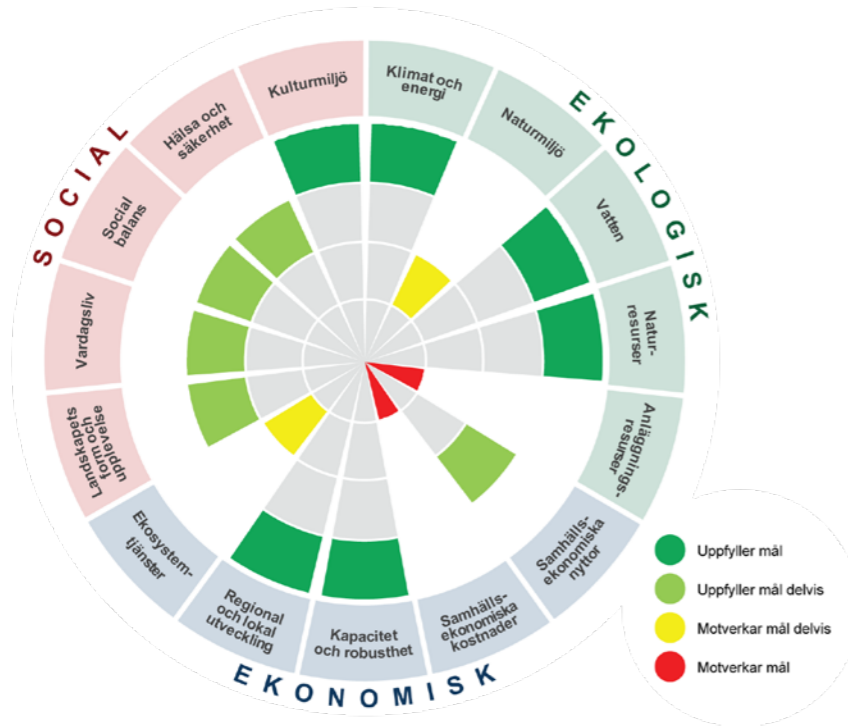 SOCIAL
EKOLOGISK
EKONOMISK
Kulturmiljö
Klimat och
energi
Naturmiljö
Vatten
Natur-
resurser
Anläggnings-
resurser
Samhälls-
ekonomiska
nyttor
Samhälls-
ekonomiska
kostnader
Kapacitet
och robusthet
Regional
och lokal
utveckling
Ekosystem-
tjänster
Landskapets
form och
upplevelse
Vardagsliv
Social
balans
Hälsa och
säkerhet
Uppfyller mål
Uppfyller mål delvis
Motverkar mål delvis
Motverkar mål